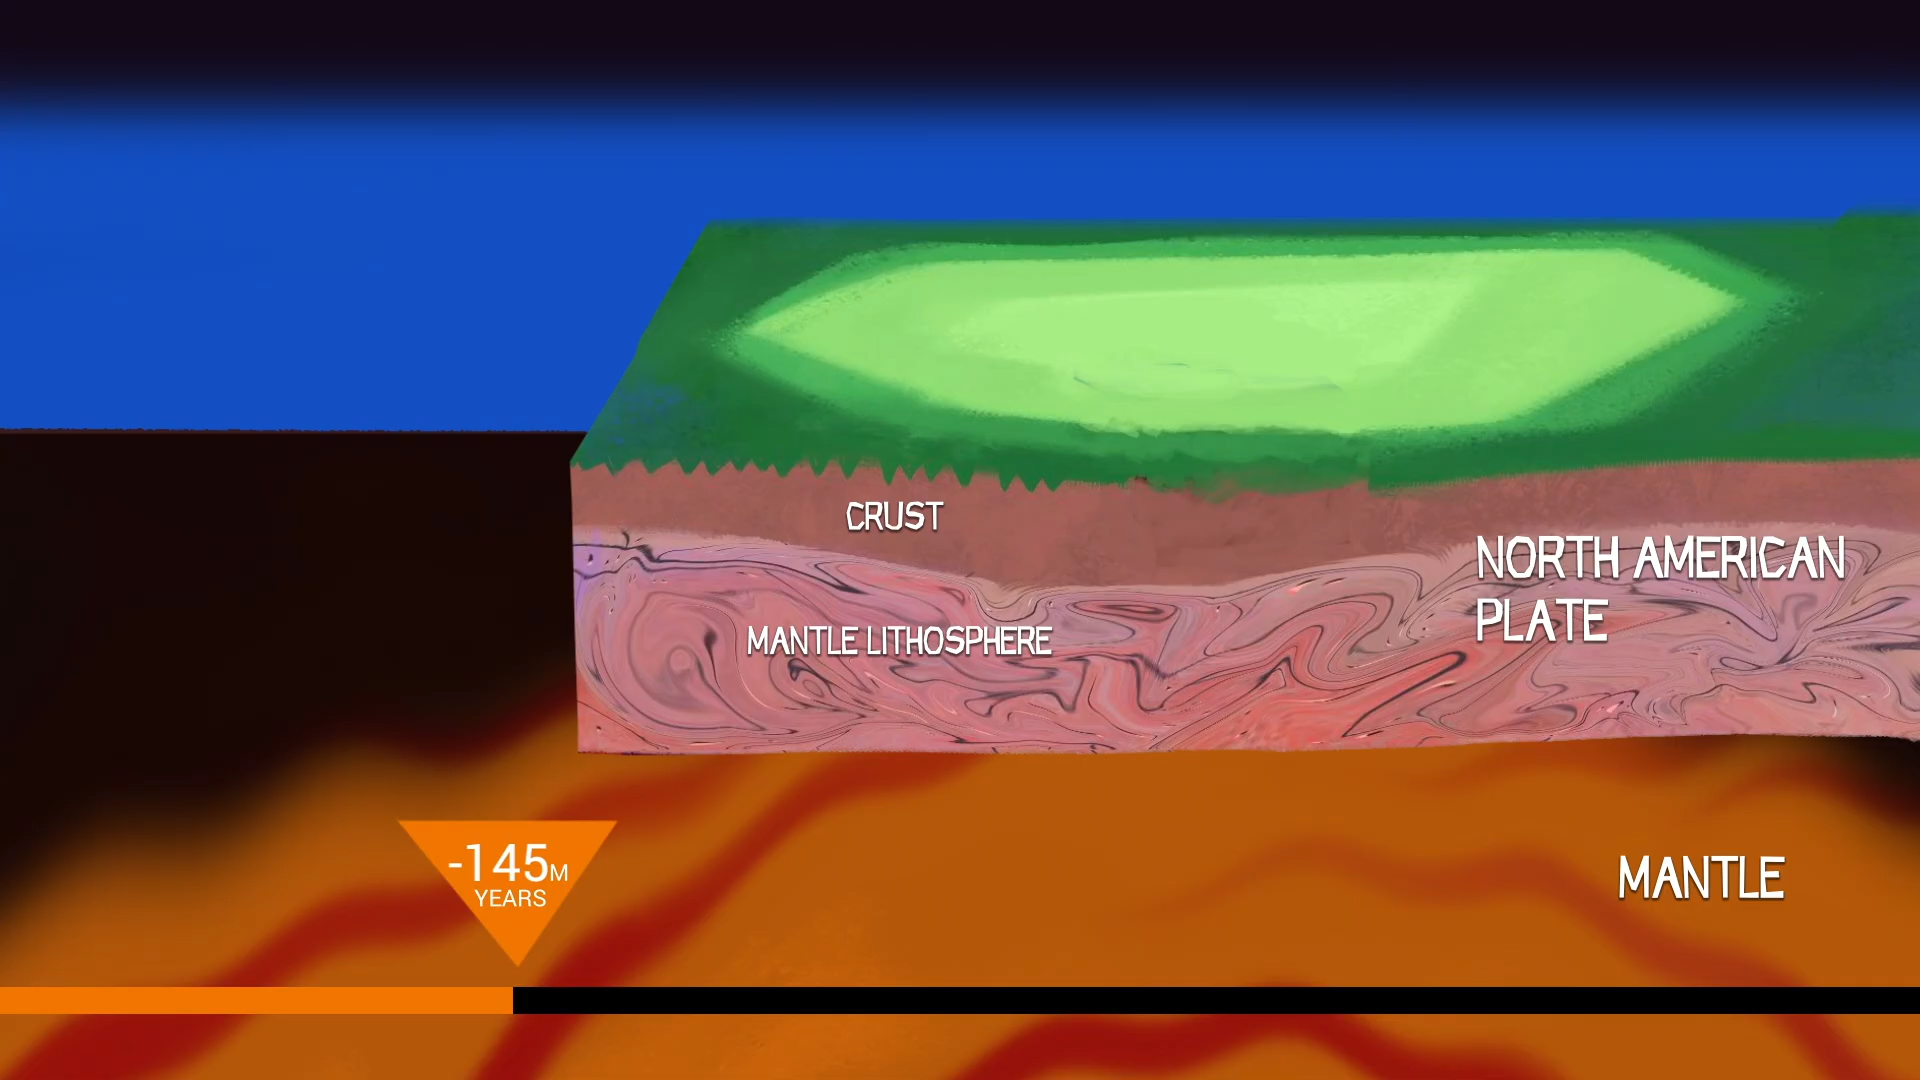 CRUST
NORTH AMERICAN
PLATE
MANTLE LITHOSPHERE
-145M
YEARS
MANTLE